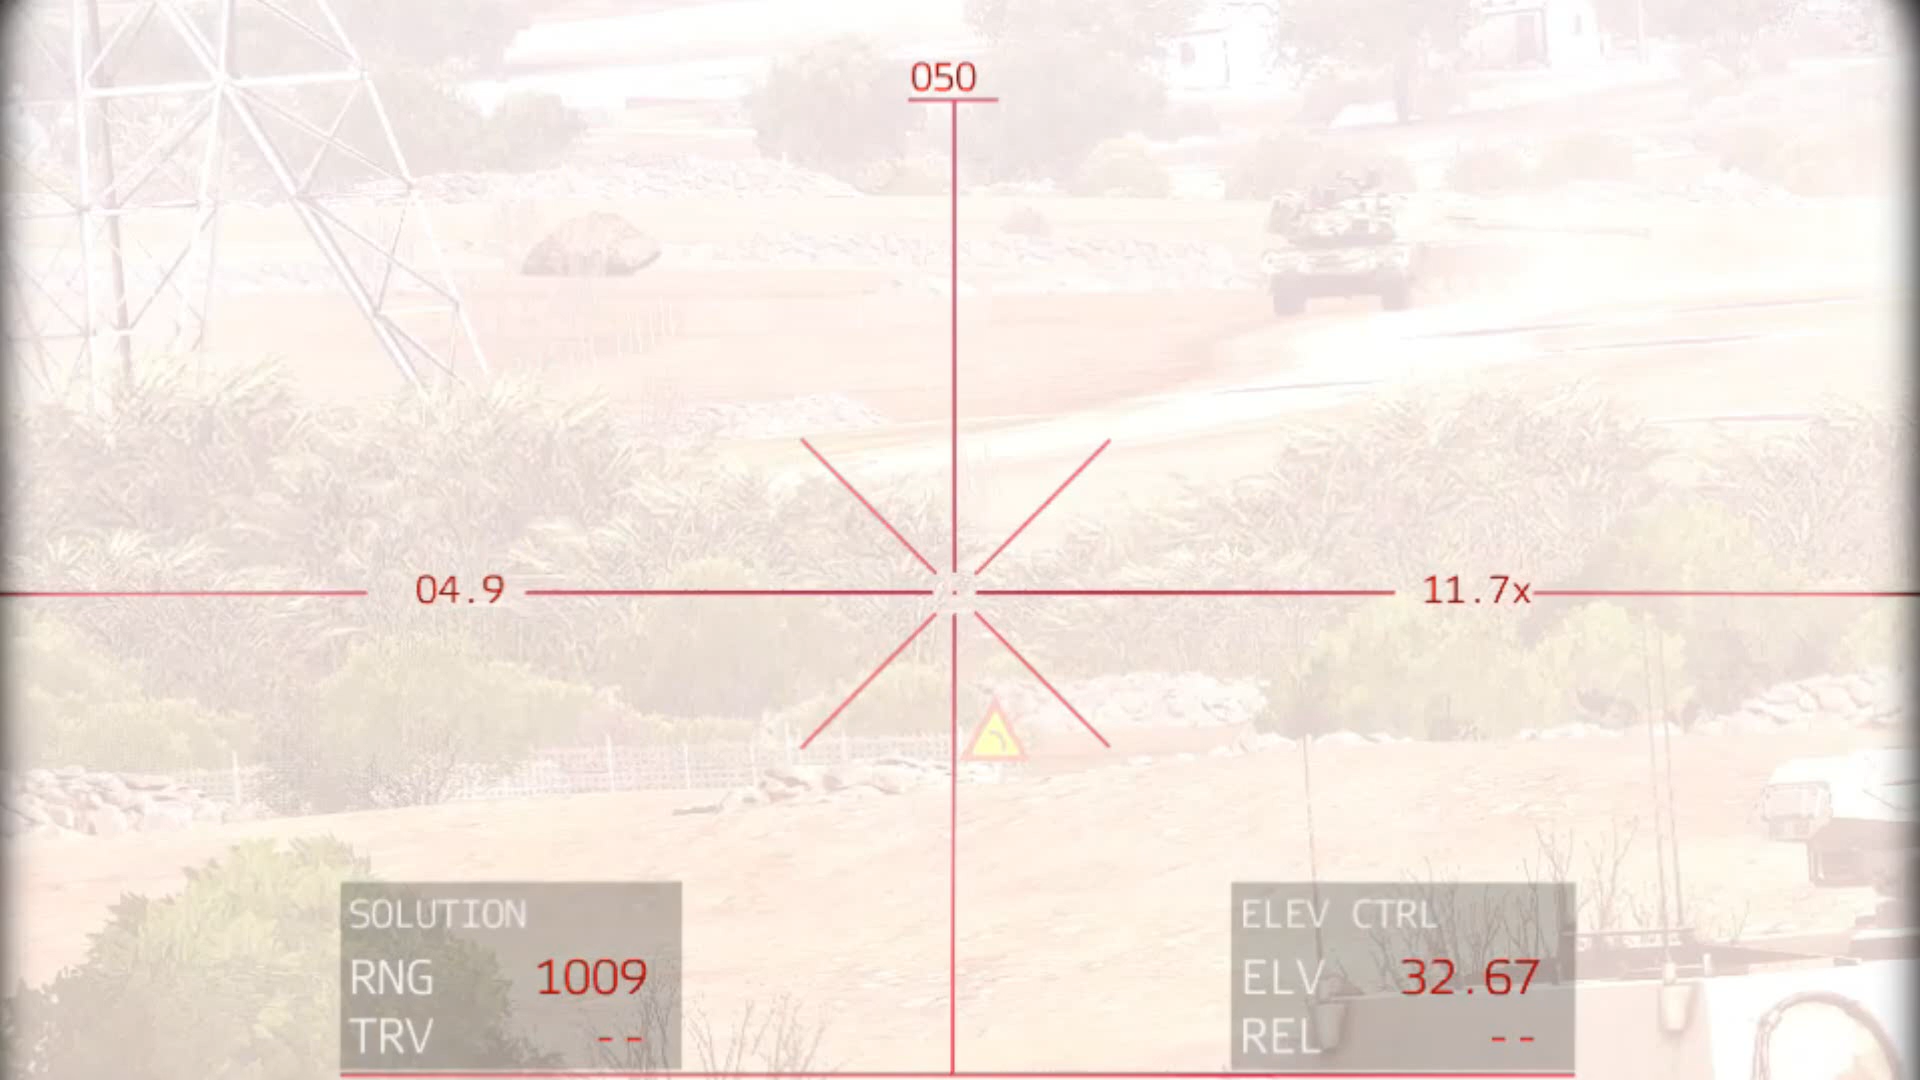 050
04.9 11.7x
SOLUTION
RNG 1009
TRV --
ELEV CTRL
ELV 32.67
REL --